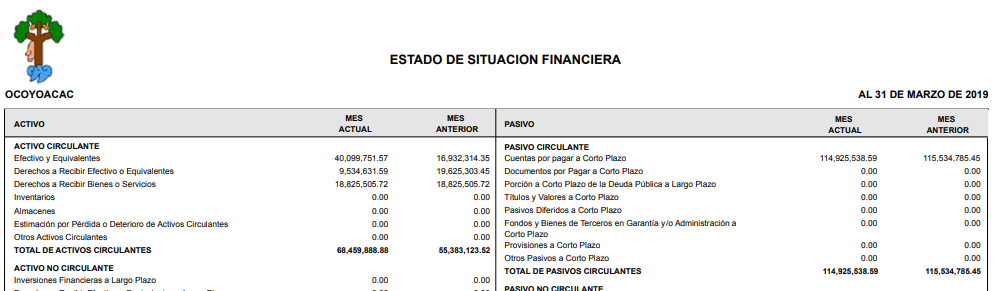 ESTADO DE SITUACION FINANCIERA
OCOYOACAC AL 31 DE MARZO DE 2019
ACTIVO MES ACTUAL MES ANTERIOR
ACTIVO CIRCULANTE
Efectivo y Equivalentes 40,099,751.57 16,932,314.35
Derechos a Recibir Efectivo o Equivalentes 9,534,631.59 19,625,303.45
Derechos a Recibir Bienes o Servicios 18,825,505.72 18,825,505.72
Inventarios 0.00 0.00
Almacenes 0.00 0.00
Estimación por Pérdida o Deterioro de Activos Circulantes 0.00 0.00
Otros Activos Circulantes 0.00 0.00
TOTAL DE ACTIVOS CIRCULANTES 68,459,888.88 55,383,123.52
ACTIVO NO CIRCULANTE
Inversiones Financieras a Largo Plazo 0.00 0.00
PASIVO MES ACTUAL MES ANTERIOR
PASIVO CIRCULANTE
Cuentas por pagar a Corto Plazo 114,925,538.59 115,534,785.45
Documentos por Pagar a Corto Plazo 0.00 0.00
Porción a Corto Plazo de la Deuda Pública a Largo Plazo 0.00 0.00
Títulos y Valores a Corto Plazo 0.00 0.00
Pasivos Diferidos a Corto Plazo 0.00 0.00
Fondos y Bienes de Terceros en Garantía y/o Administración a 0.00 0.00
Corto Plazo
Provisiones a Corto Plazo 0.00 0.00
Otros Pasivos a Corto Plazo 0.00 0.00
TOTAL DE PASIVOS CIRCULANTES 114,925,538.59 115,534,785.45
PASIVO NO CIRCULANTE